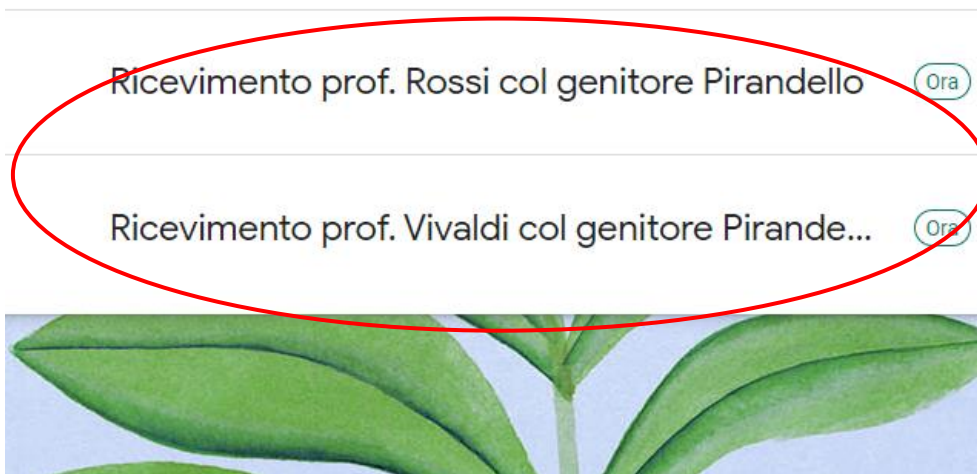 Ricevimento prof. Rossi col genitore Pirandello Ora
Ricevimento prof. Vivaldi col genitore Pirande... Ora